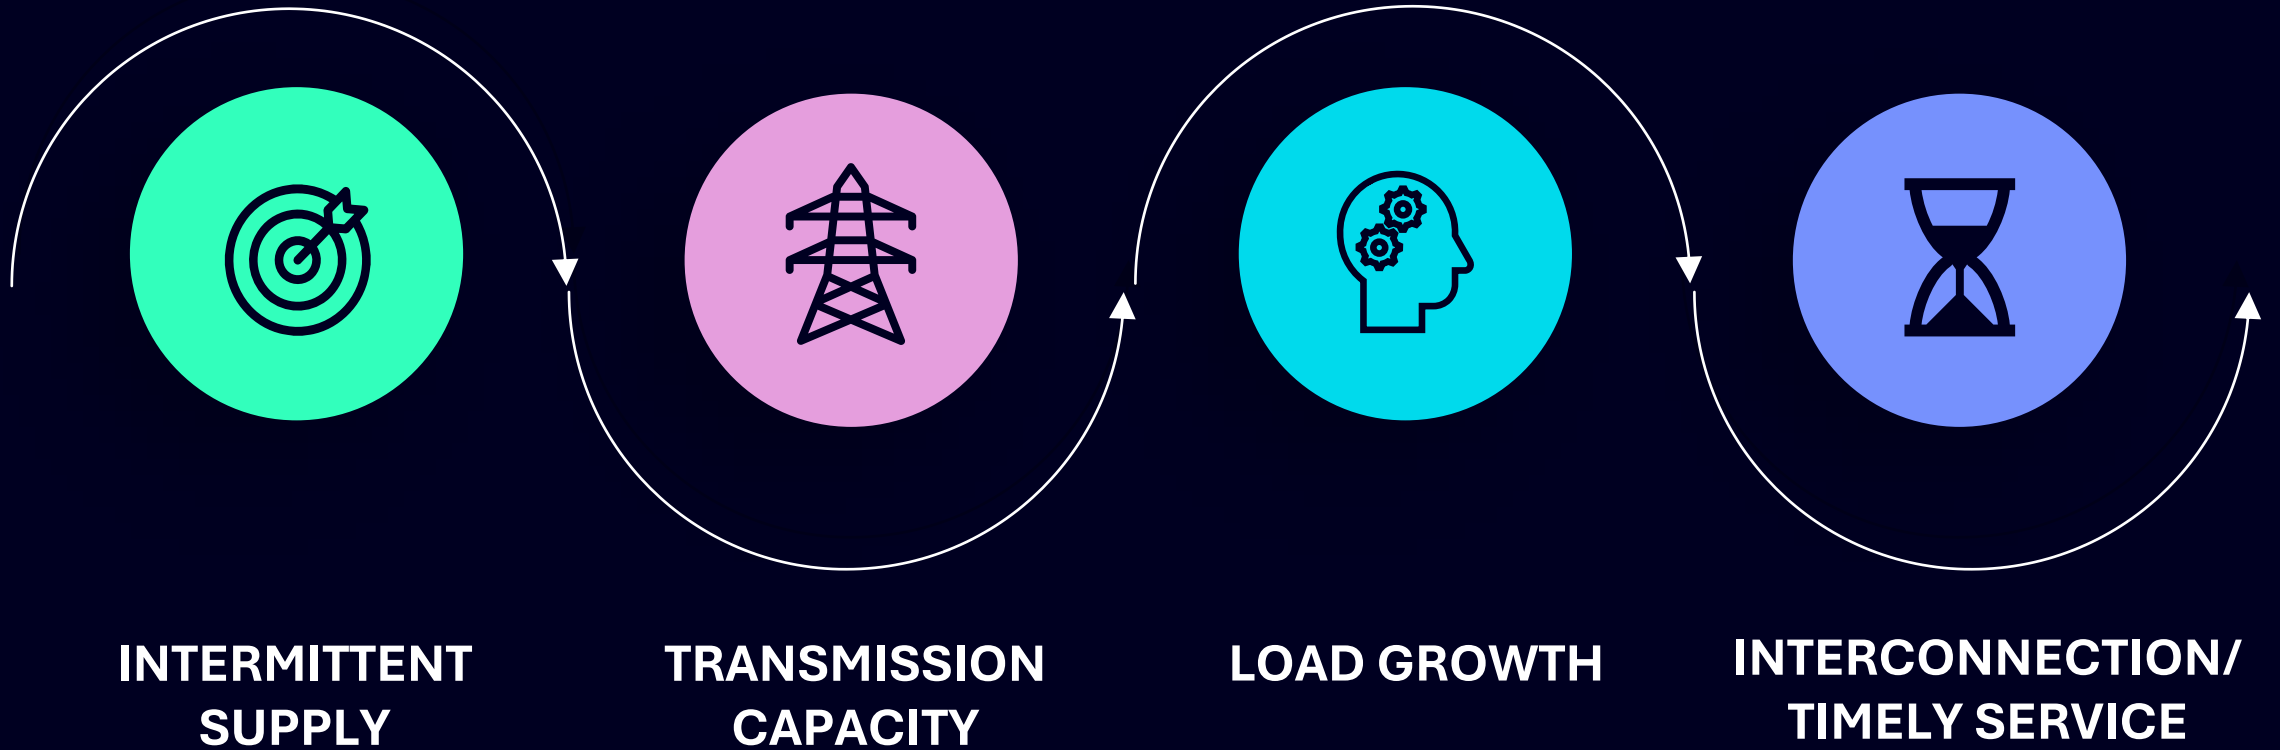 INTERMITTENT
SUPPLY
TRANSMISSION
CAPACITY
LOAD GROWTH
INTERCONNECTION/
TIMELY SERVICE